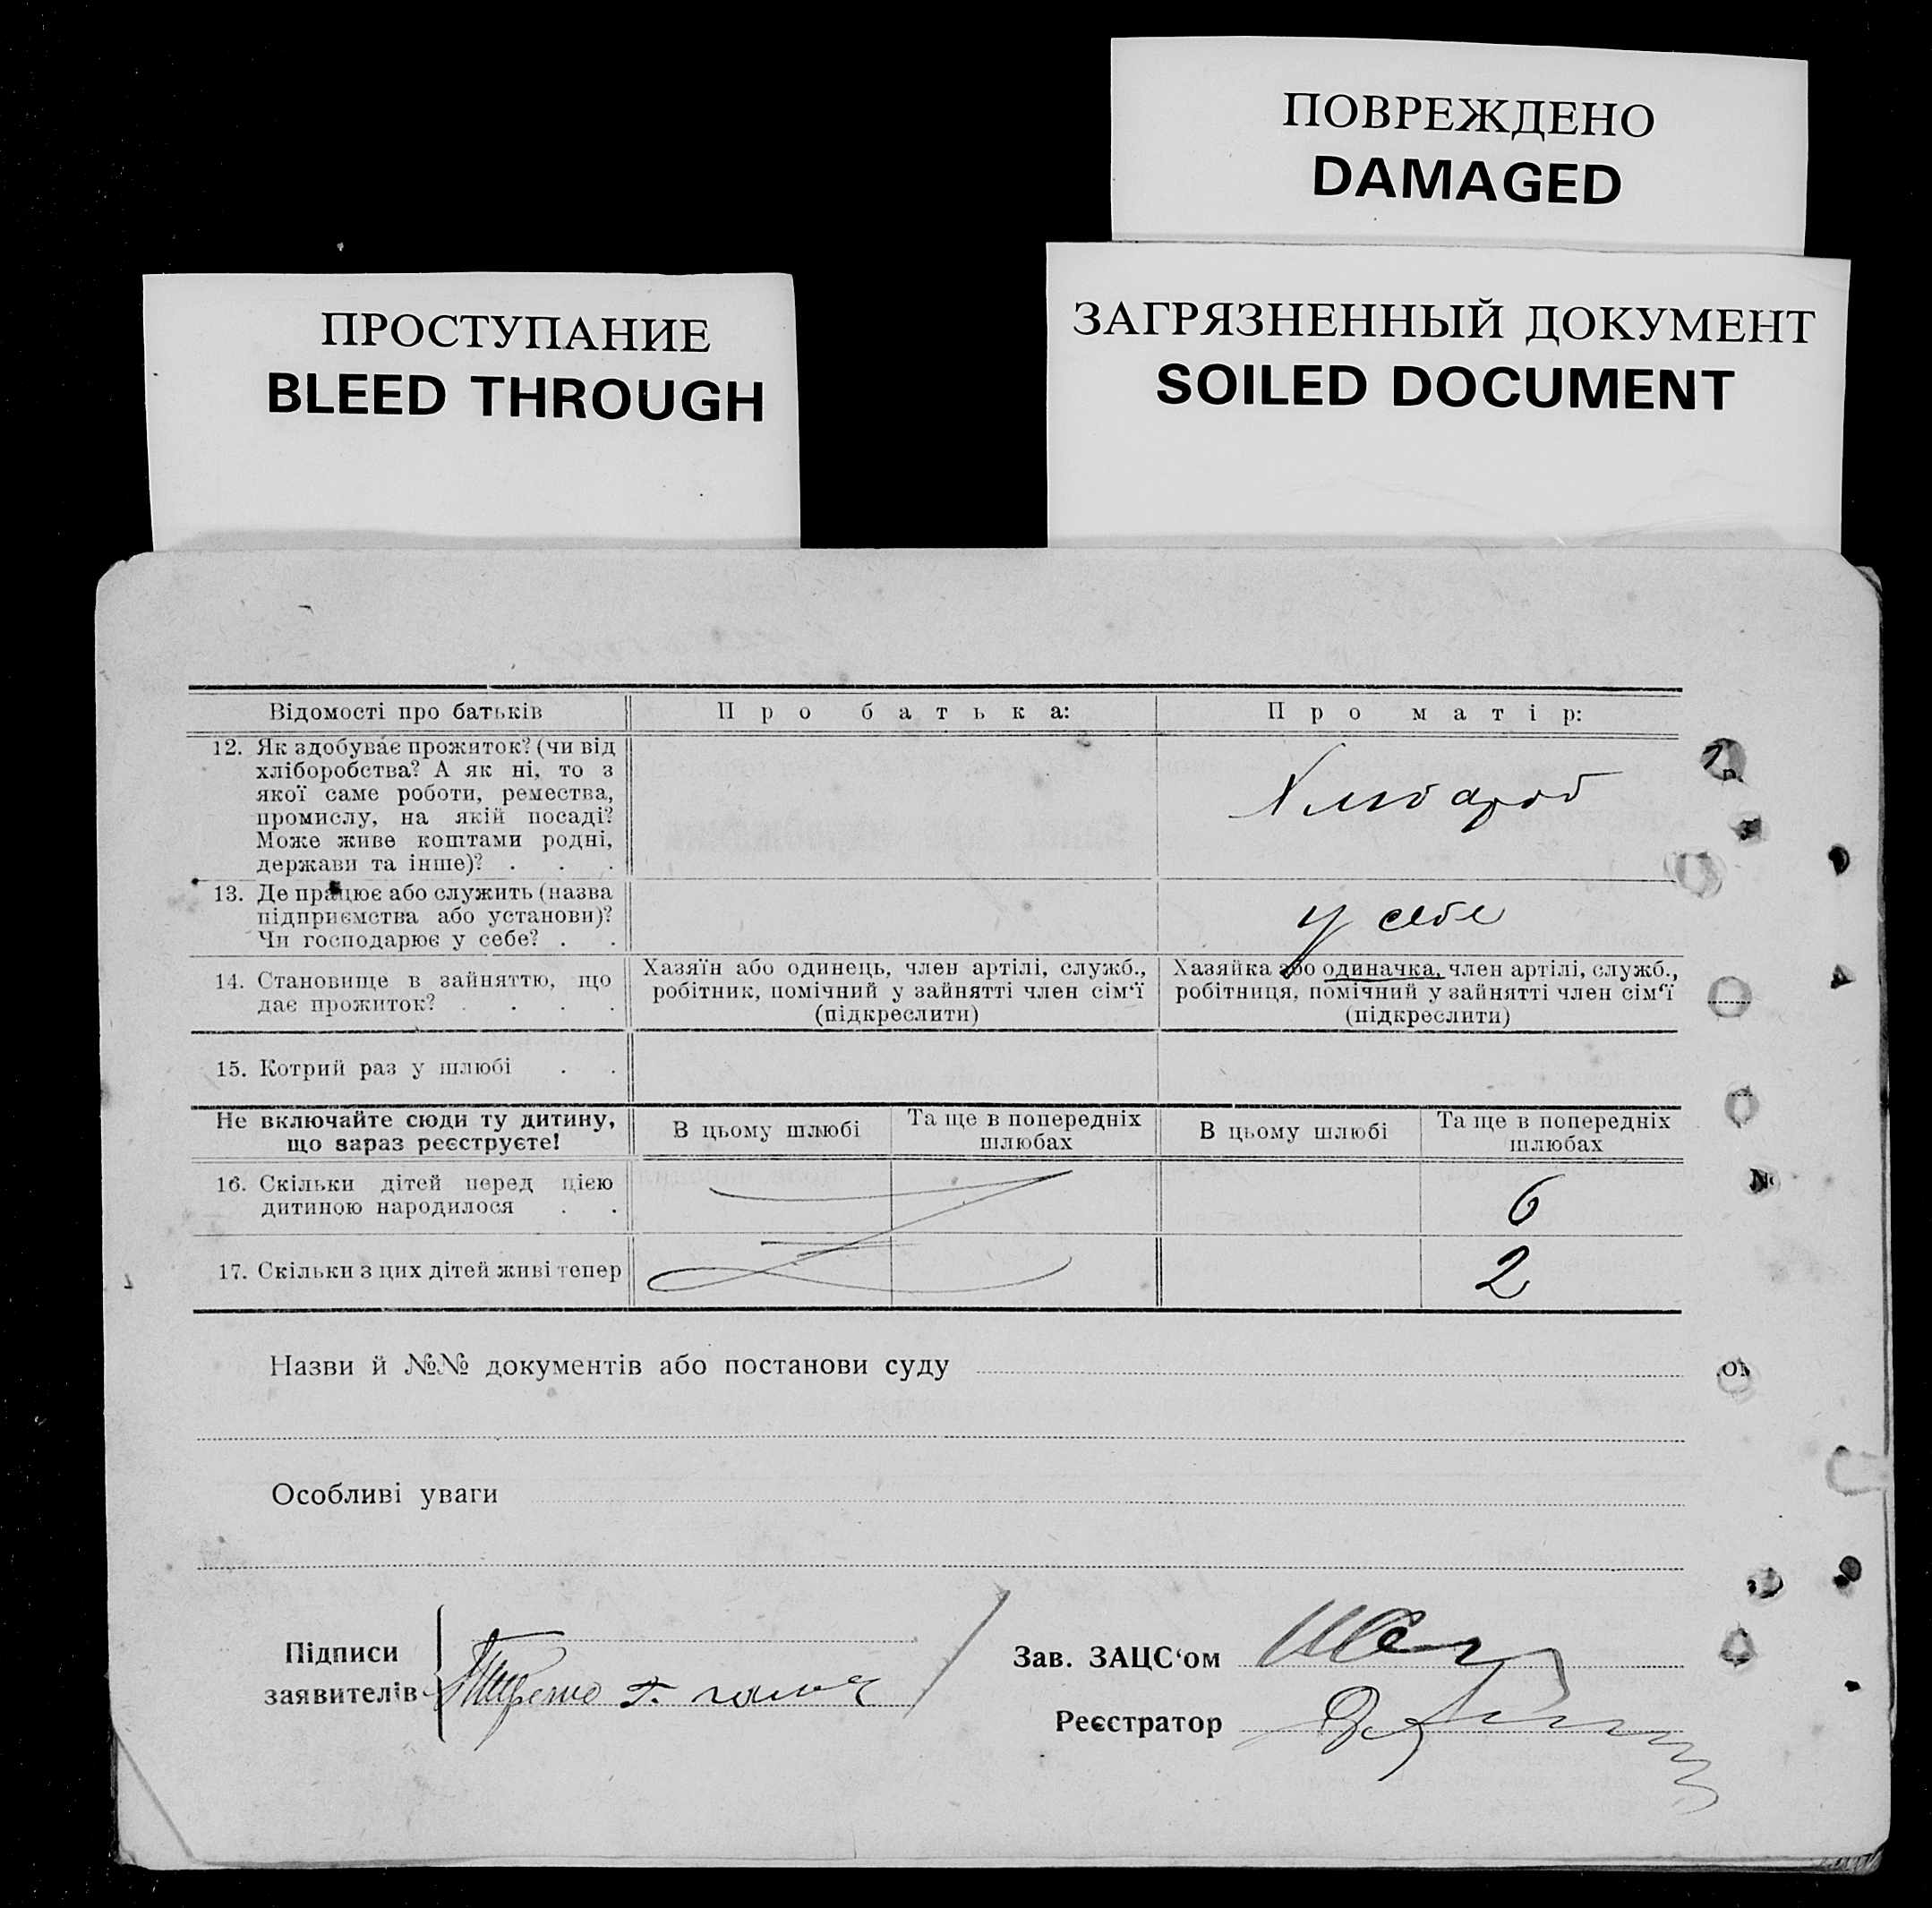 ПОВРЕЖДЕНО
DAMAGED
ПРОСТУПАНИЕ
BLEED THROUGH
ЗАГРЯЗНЕННЫЙ ДОКУМЕНТ
SOILED DOCUMENT
Відомості про батьків
Про батька:
Про матір:
12. Як здобуває прожиток? (чи від
хліборобства? А як ні, то з
якої саме роботи, ремества,
промислу, на якій посаді?
Може живе коштами родні,
держави та інше)? . . .
Хлібороб
13. Де працює або служить (назва
підприємства або установи)?
Чи господарює у себе? . .
у себе
14. Становище в зайняттю, що
дає прожиток? . . . .
Хазяїн або одинець, член артілі, служб.,
робітник, помічний у зайнятті член сім‘ї
(підкреслити)
Хазяйка або одиначка, член артілі, служб.,
робітниця, помічний у зайнятті член сім‘ї
(підкреслити)
15. Котрий раз у шлюбі . .
Не включайте сюди ту дитину,
що зараз реєструєте!
В цьому шлюбі
Та ще в попередніх
шлюбах
В цьому шлюбі
Та ще в попередніх
шлюбах
16. Скільки дітей перед цією
дитиною народилося . .
6
17. Скільки з цих дітей живі тепер
2
Назви й №№ документів або постанови суду
Особливі уваги
Підписи
заявителів
Зав. ЗАЦС‘ом
Реєстратор